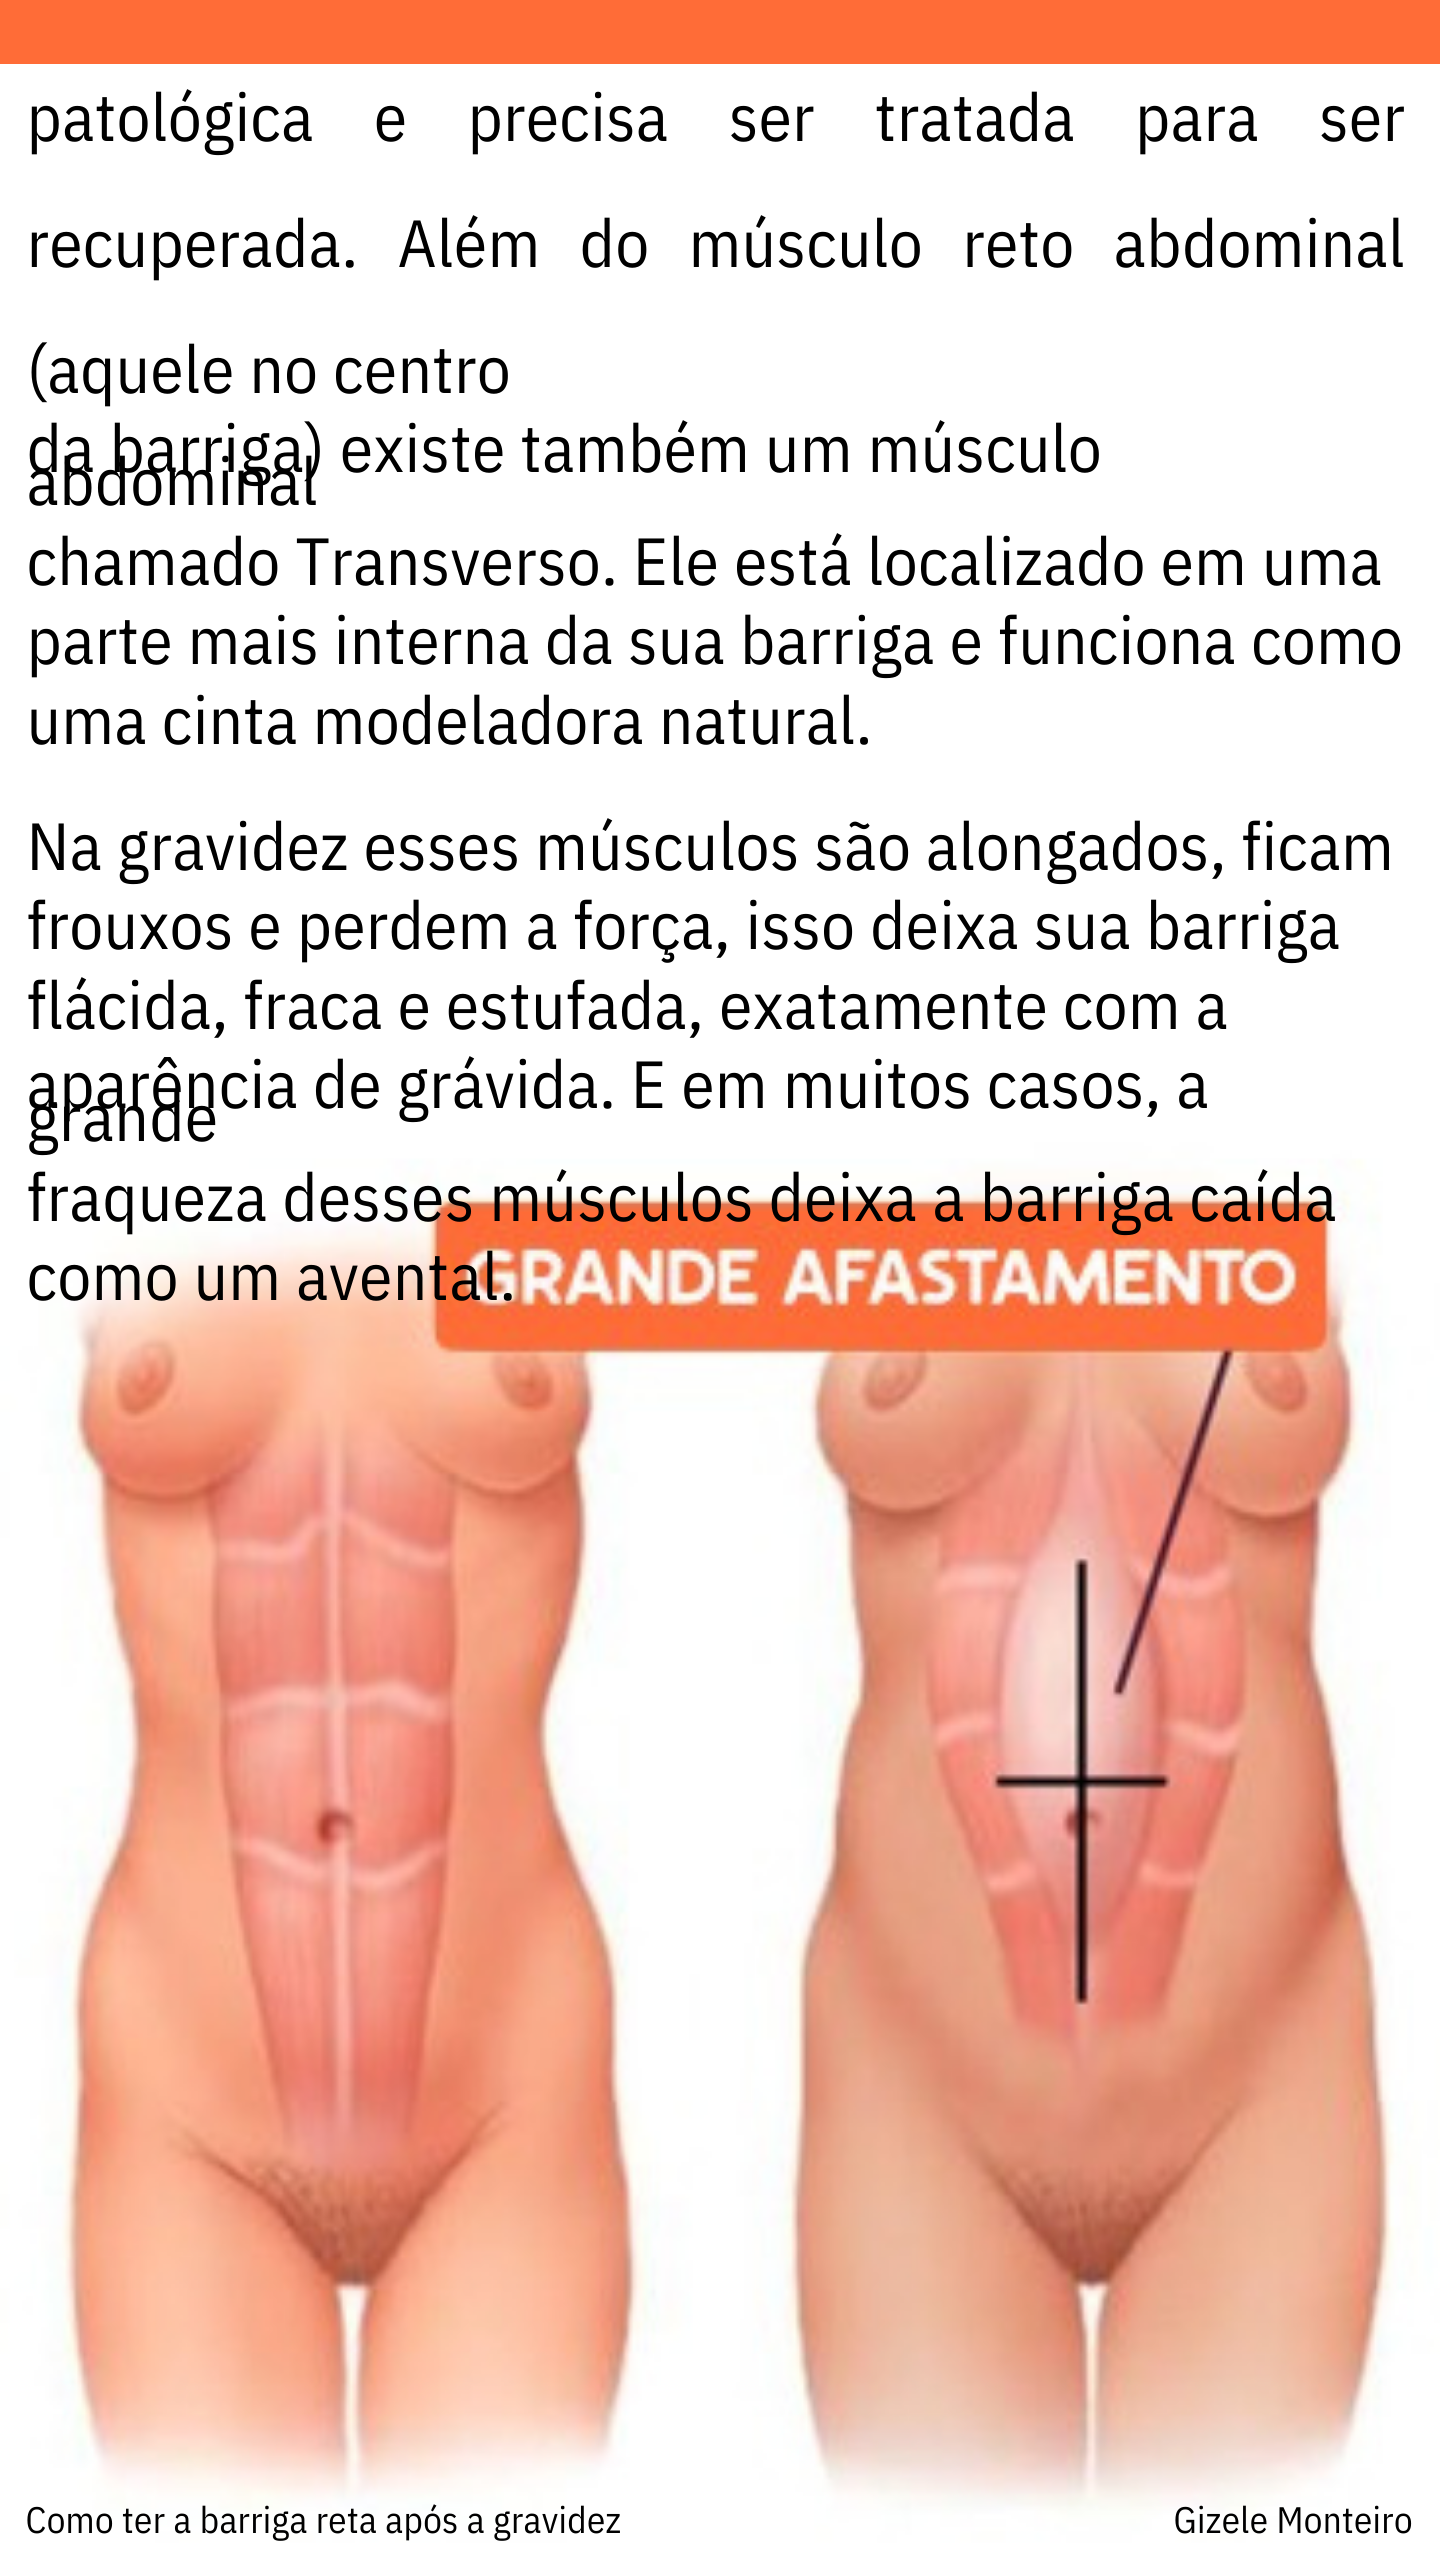 patológica e precisa ser tratada para ser
recuperada. Além do músculo reto abdominal
(aquele no centro
da barriga) existe também um músculo
abdominal
chamado Transverso. Ele está localizado em uma
parte mais interna da sua barriga e funciona como
uma cinta modeladora natural.
Na gravidez esses músculos são alongados, ficam
frouxos e perdem a força, isso deixa sua barriga
flácida, fraca e estufada, exatamente com a
aparência de grávida. E em muitos casos, a
grande
fraqueza desses músculos deixa a barriga caída
como um avental.
GRANDE AFASTAMENTO
Como ter a barriga reta após a gravidez
Gizele Monteiro